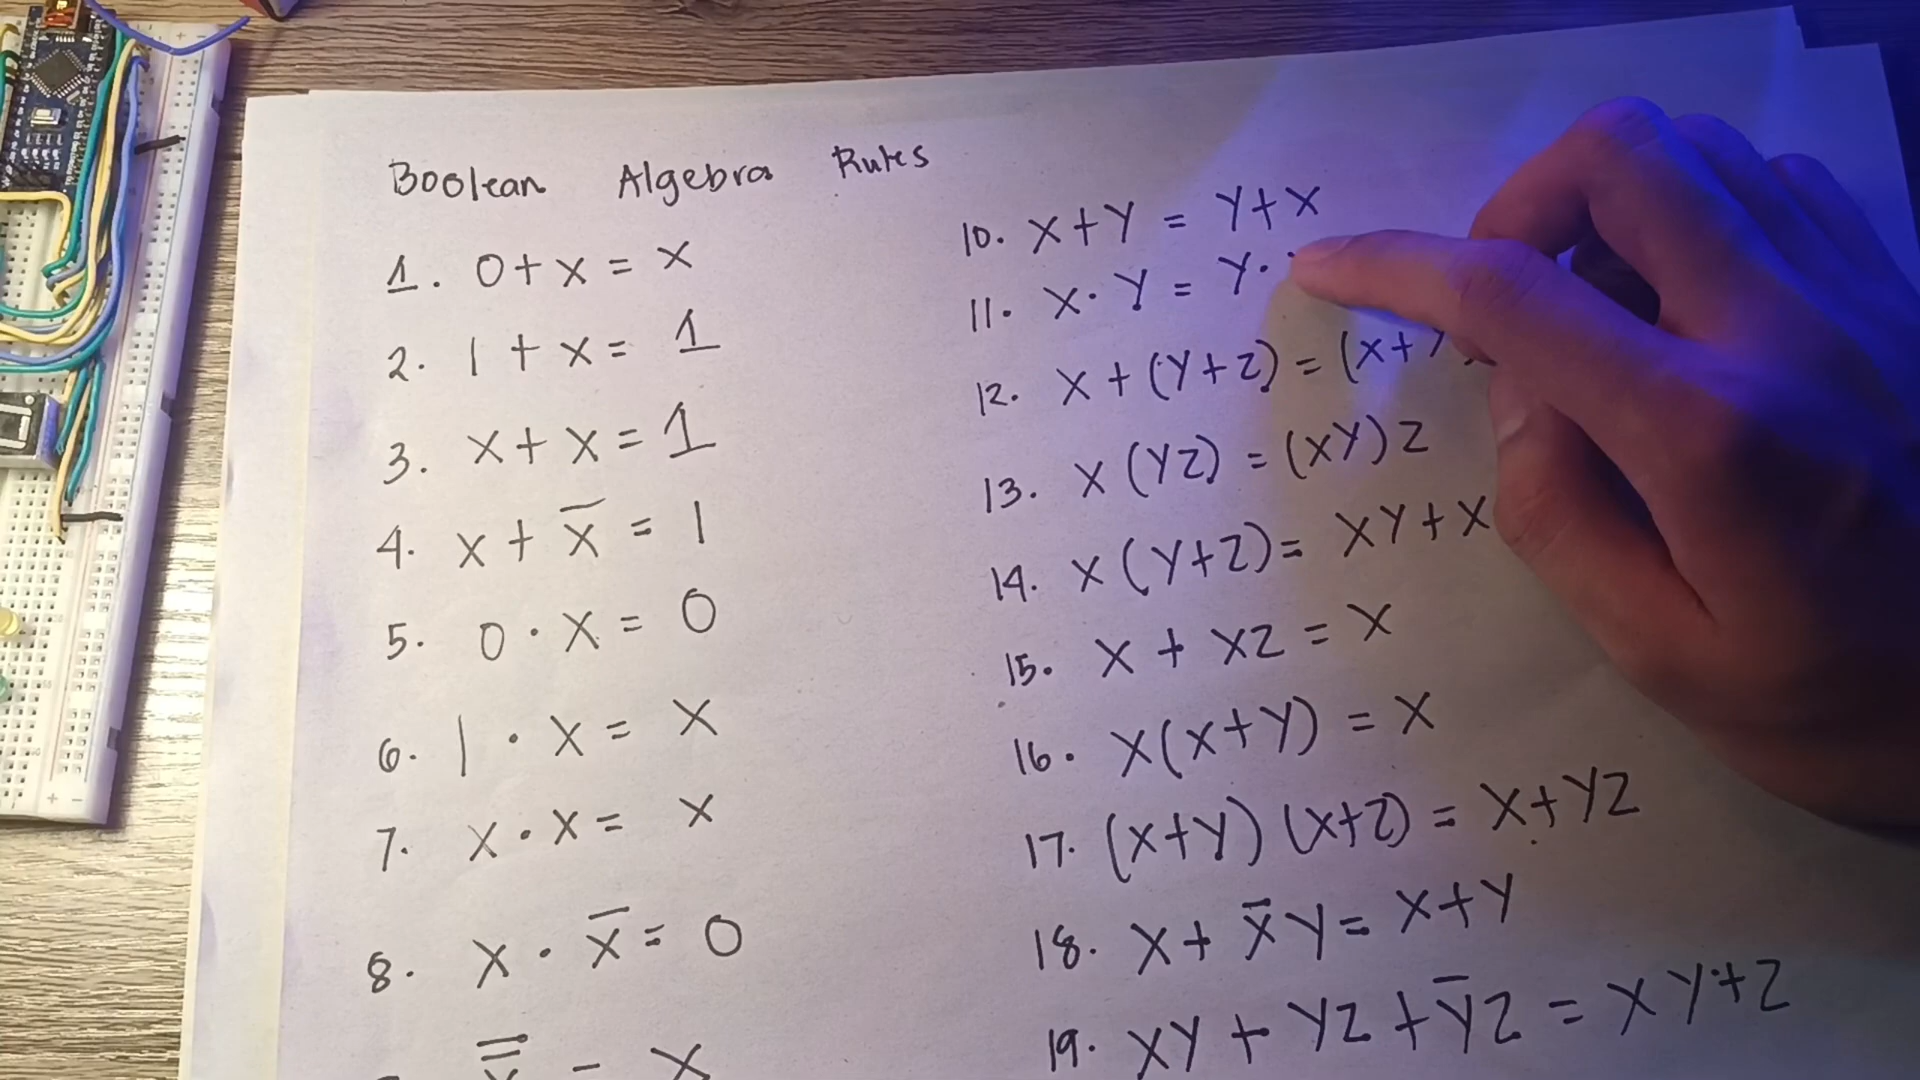 Boolean Algebra Rules
1. 0 + x = x
2. 1 + x = 1
3. x + x = 1
4. x + x̅ = 1
5. 0 · x = 0
6. 1 · x = x
7. x · x = x
8. x · x̅ = 0
= x
10. x + y = y + x
11. x · y = y ·
12. x + (y + z) = (x + y
13. x (yz) = (xy) z
14. x (y + z) = xy + x
15. x + xz = x
16. x(x + y) = x
17. (x + y) (x + z) = x + yz
18. x + x̅y = x + y
19. xy + yz + y̅z = xy + z